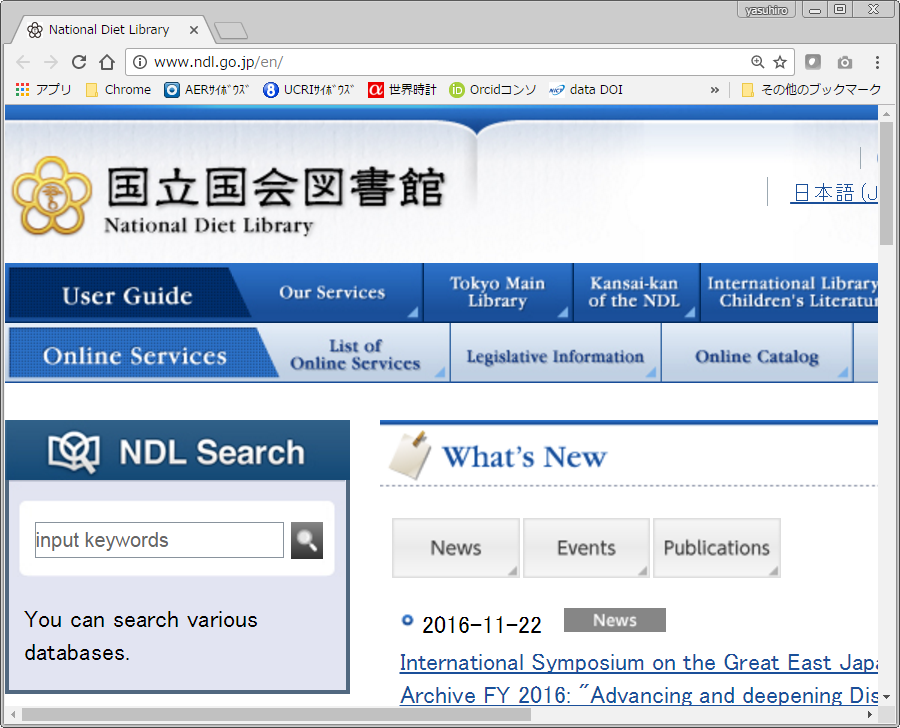 yasuhiro
National Diet Library
www.ndl.go.jp/en/
アプリ Chrome AERｻｲﾎﾞｳｽﾞ UCRIｻｲﾎﾞｳｽﾞ 世界時計 Orcidコンソ data DOI » その他のブックマーク
国立国会図書館
National Diet Library
日本語 (J
User Guide
Our Services
Tokyo Main
Library
Kansai-kan
of the NDL
International Library
Children's Literatur
Online Services
List of
Online Services
Legislative Information
Online Catalog
NDL Search
input keywords
You can search various
databases.
What's New
News
Events
Publications
2016-11-22 News
International Symposium on the Great East Japa
Archive FY 2016: "Advancing and deepening Dis